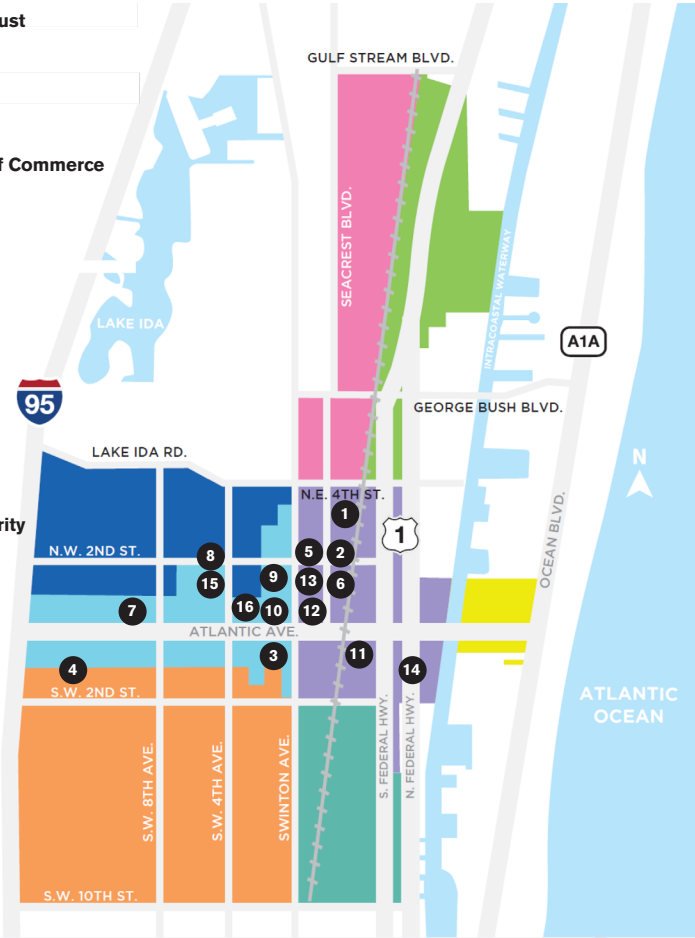 ust
GULF STREAM BLVD.
f Commerce
SEACREST BLVD.
INTRACOASTAL WATERWAY
LAKE IDA
A1A
95
GEORGE BUSH BLVD.
LAKE IDA RD.
N
N.E. 4TH ST.
1
rity
1
OCEAN BLVD.
N.W. 2ND ST.
8
5
2
15
9
13
6
7
16
10
12
ATLANTIC AVE.
3
11
4
14
S.W. 2ND ST.
ATLANTIC
OCEAN
S.W. 8TH AVE.
S.W. 4TH AVE.
SWINTON AVE.
S. FEDERAL HWY.
N. FEDERAL HWY.
S.W. 10TH ST.